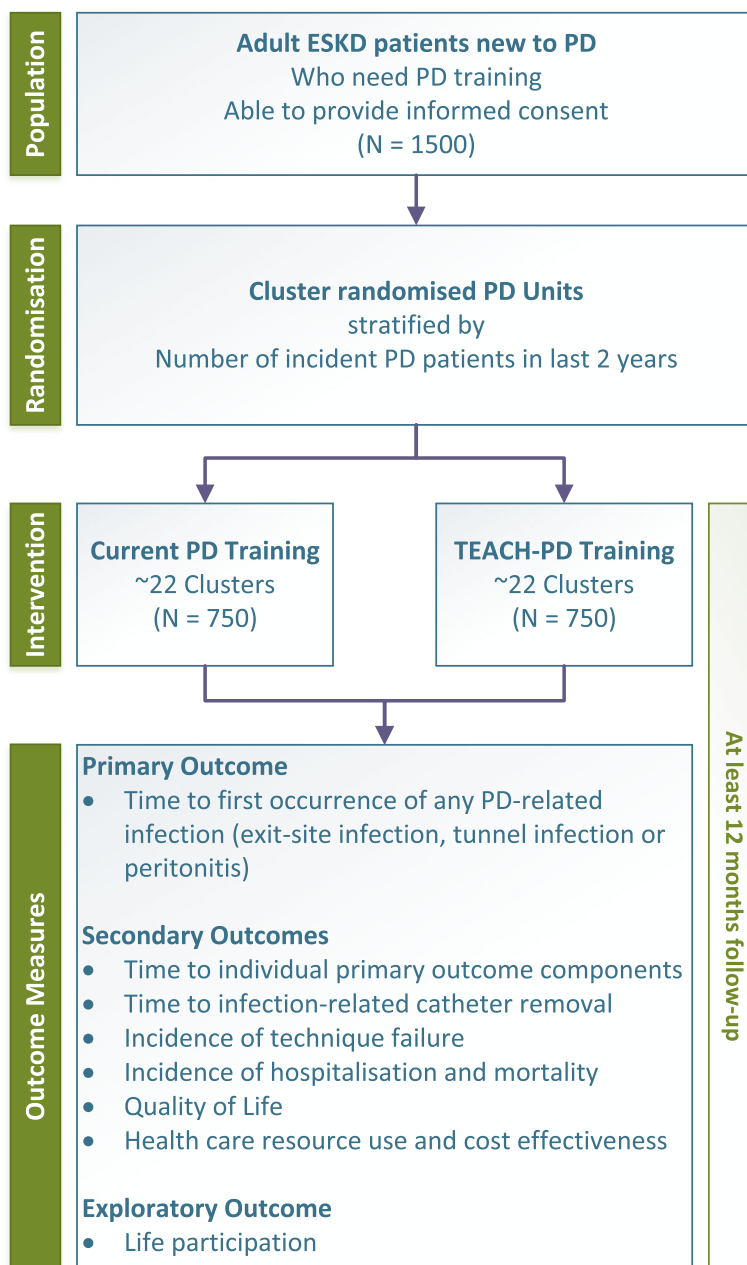 Population
Adult ESKD patients new to PD
Who need PD training
Able to provide informed consent
(N = 1500)
Randomisation
Cluster randomised PD Units
stratified by
Number of incident PD patients in last 2 years
Intervention
Current PD Training
~22 Clusters
(N = 750)
TEACH-PD Training
~22 Clusters
(N = 750)
At least 12 months follow-up
Outcome Measures
Primary Outcome
• Time to first occurrence of any PD-related
infection (exit-site infection, tunnel infection or
peritonitis)
Secondary Outcomes
• Time to individual primary outcome components
• Time to infection-related catheter removal
• Incidence of technique failure
• Incidence of hospitalisation and mortality
• Quality of Life
• Health care resource use and cost effectiveness
Exploratory Outcome
• Life participation